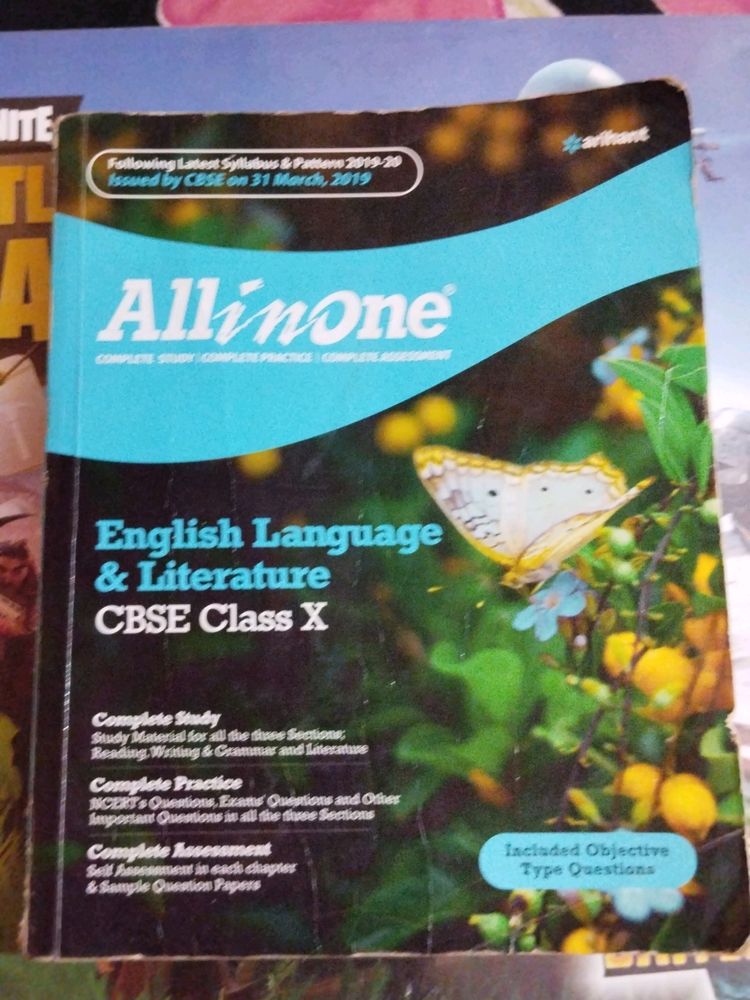 NITE
TL
A
arihant
Following Latest Syllabus & Pattern 2019-20
Issued by CBSE on 31 March, 2019
All in One®
COMPLETE STUDY | COMPLETE PRACTICE | COMPLETE ASSESSMENT
English Language
& Literature
CBSE Class X
Complete Study
Study Material for all the three Sections;
Reading, Writing & Grammar and Literature
Complete Practice
NCERT's Questions, Exams' Questions and Other
Important Questions in all the three Sections
Complete Assessment
Self Assessment in each chapter
& Sample Question Papers
Included Objective
Type Questions